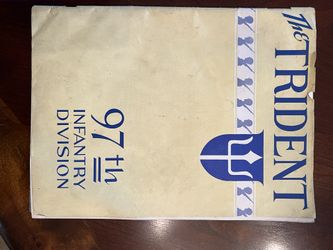 The TRIDENT
97th
INFANTRY
DIVISION